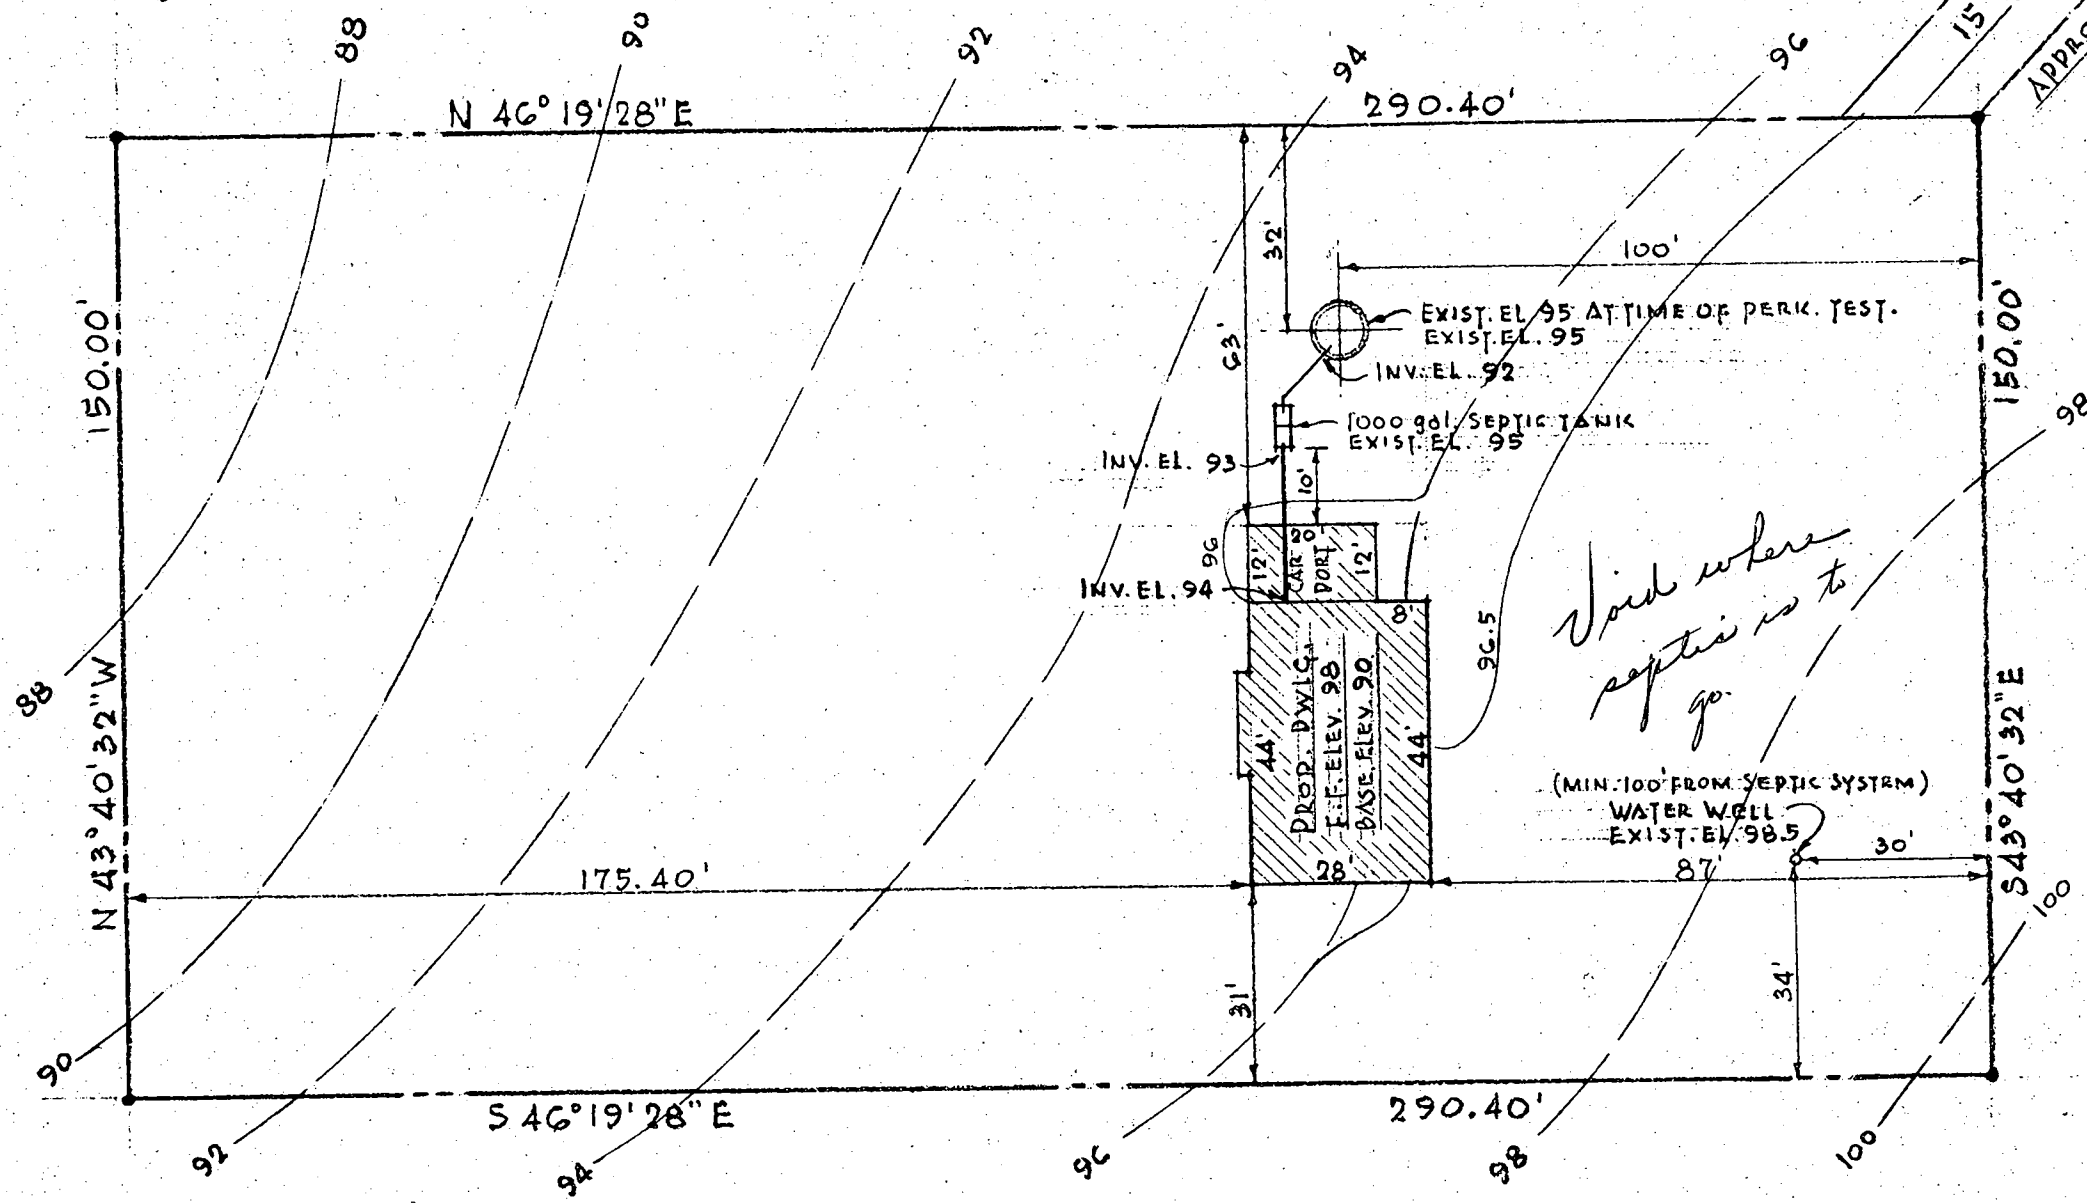 88
90
92
94
96
15
APPRO
N 46° 19' 28" E
290.40'
32'
100'
63'
150.00'
150.00'
EXIST. EL 95 AT TIME OF PERK. TEST.
EXIST. EL. 95
INV. EL. 92
1000 gal. SEPTIC TANK
EXIST. EL. 95
INV. EL. 93
10'
98
96
20'
12'
CAR
PORT
12'
INV. EL. 94
8'
96.5
Void where
septic is to
go.
88
N 43° 40' 32" W
S 43° 40' 32" E
44'
PROP. DWLG.
F.F. ELEV. 98
BASE. ELEV. 90
44'
(MIN. 100' FROM SEPTIC SYSTEM)
WATER WELL
EXIST. EL. 98.5
30'
175.40'
28'
87'
100
31'
34'
90
S 46° 19' 28" E
290.40'
92
94
96
98
100